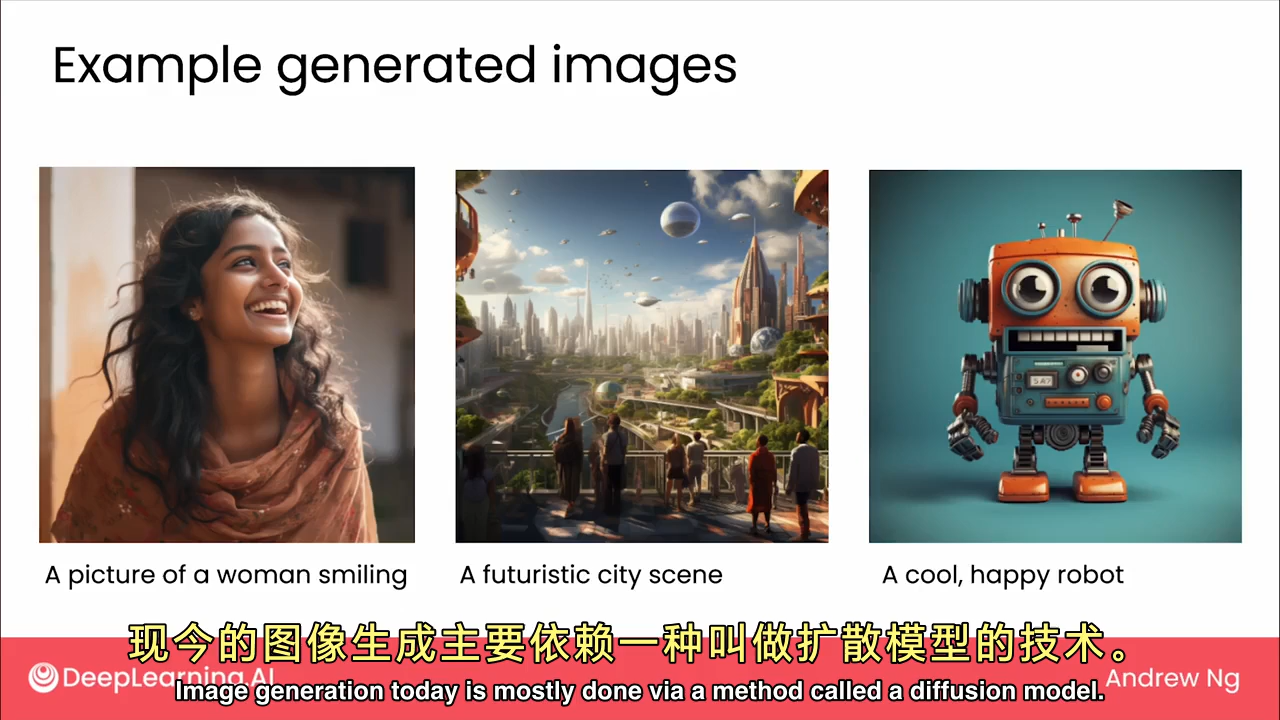 Example generated images
A picture of a woman smiling
A futuristic city scene
A cool, happy robot
现今的图像生成主要依赖一种叫做扩散模型的技术。
DeepLearning.AI
Image generation today is mostly done via a method called a diffusion model.
Andrew Ng